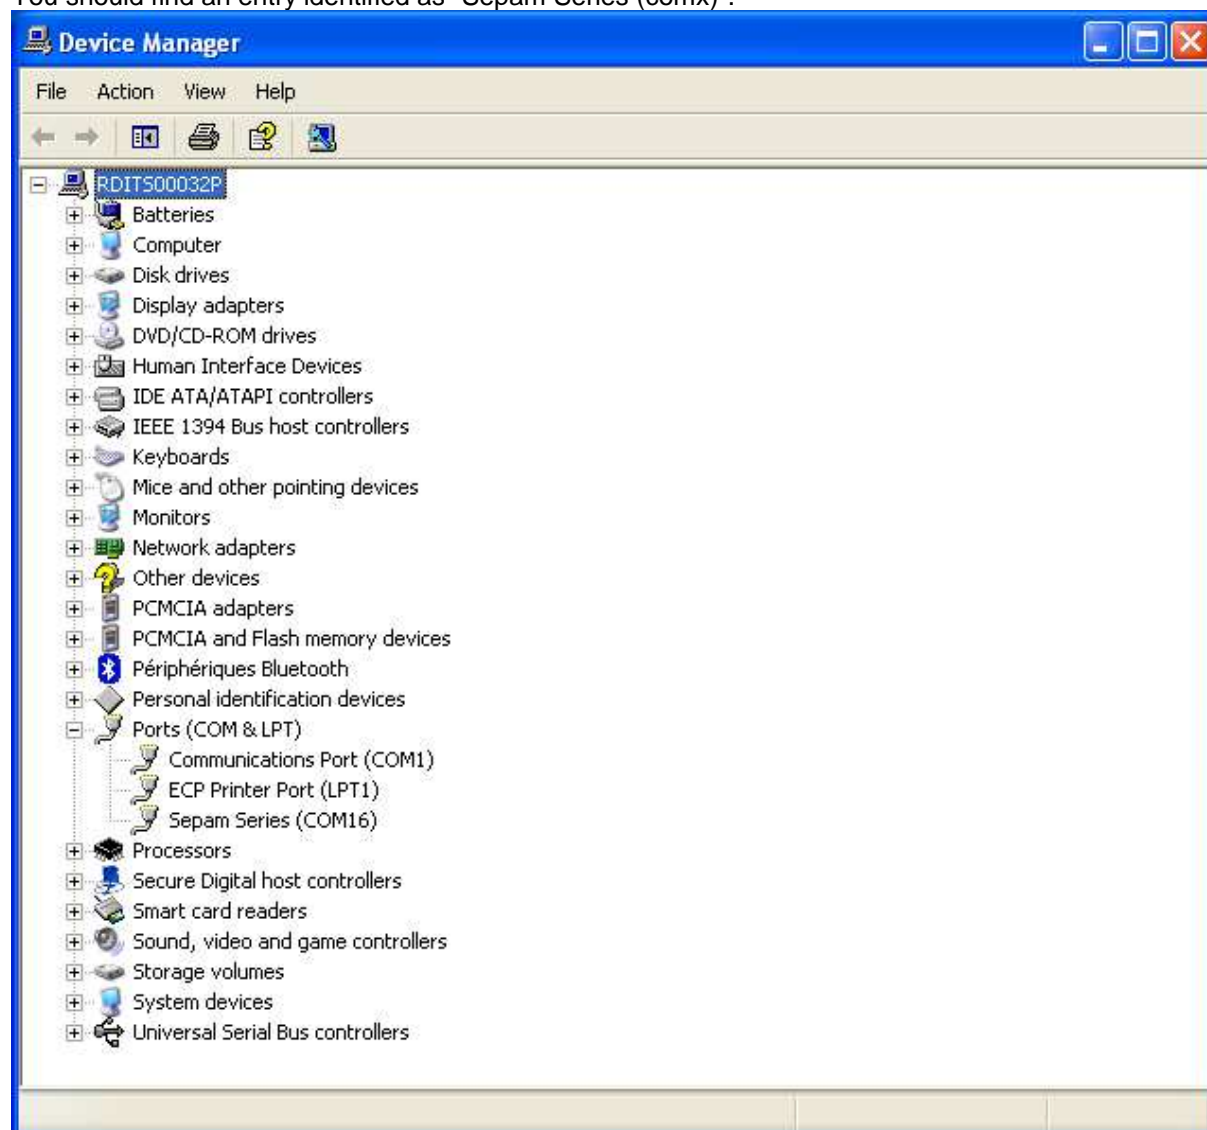 You should find an entry identified as "Sepam Series (comx)".
Device Manager
File Action View Help
RDITS00032P
Batteries
Computer
Disk drives
Display adapters
DVD/CD-ROM drives
Human Interface Devices
IDE ATA/ATAPI controllers
IEEE 1394 Bus host controllers
Keyboards
Mice and other pointing devices
Monitors
Network adapters
Other devices
PCMCIA adapters
PCMCIA and Flash memory devices
Périphériques Bluetooth
Personal identification devices
Ports (COM & LPT)
Communications Port (COM1)
ECP Printer Port (LPT1)
Sepam Series (COM16)
Processors
Secure Digital host controllers
Smart card readers
Sound, video and game controllers
Storage volumes
System devices
Universal Serial Bus controllers